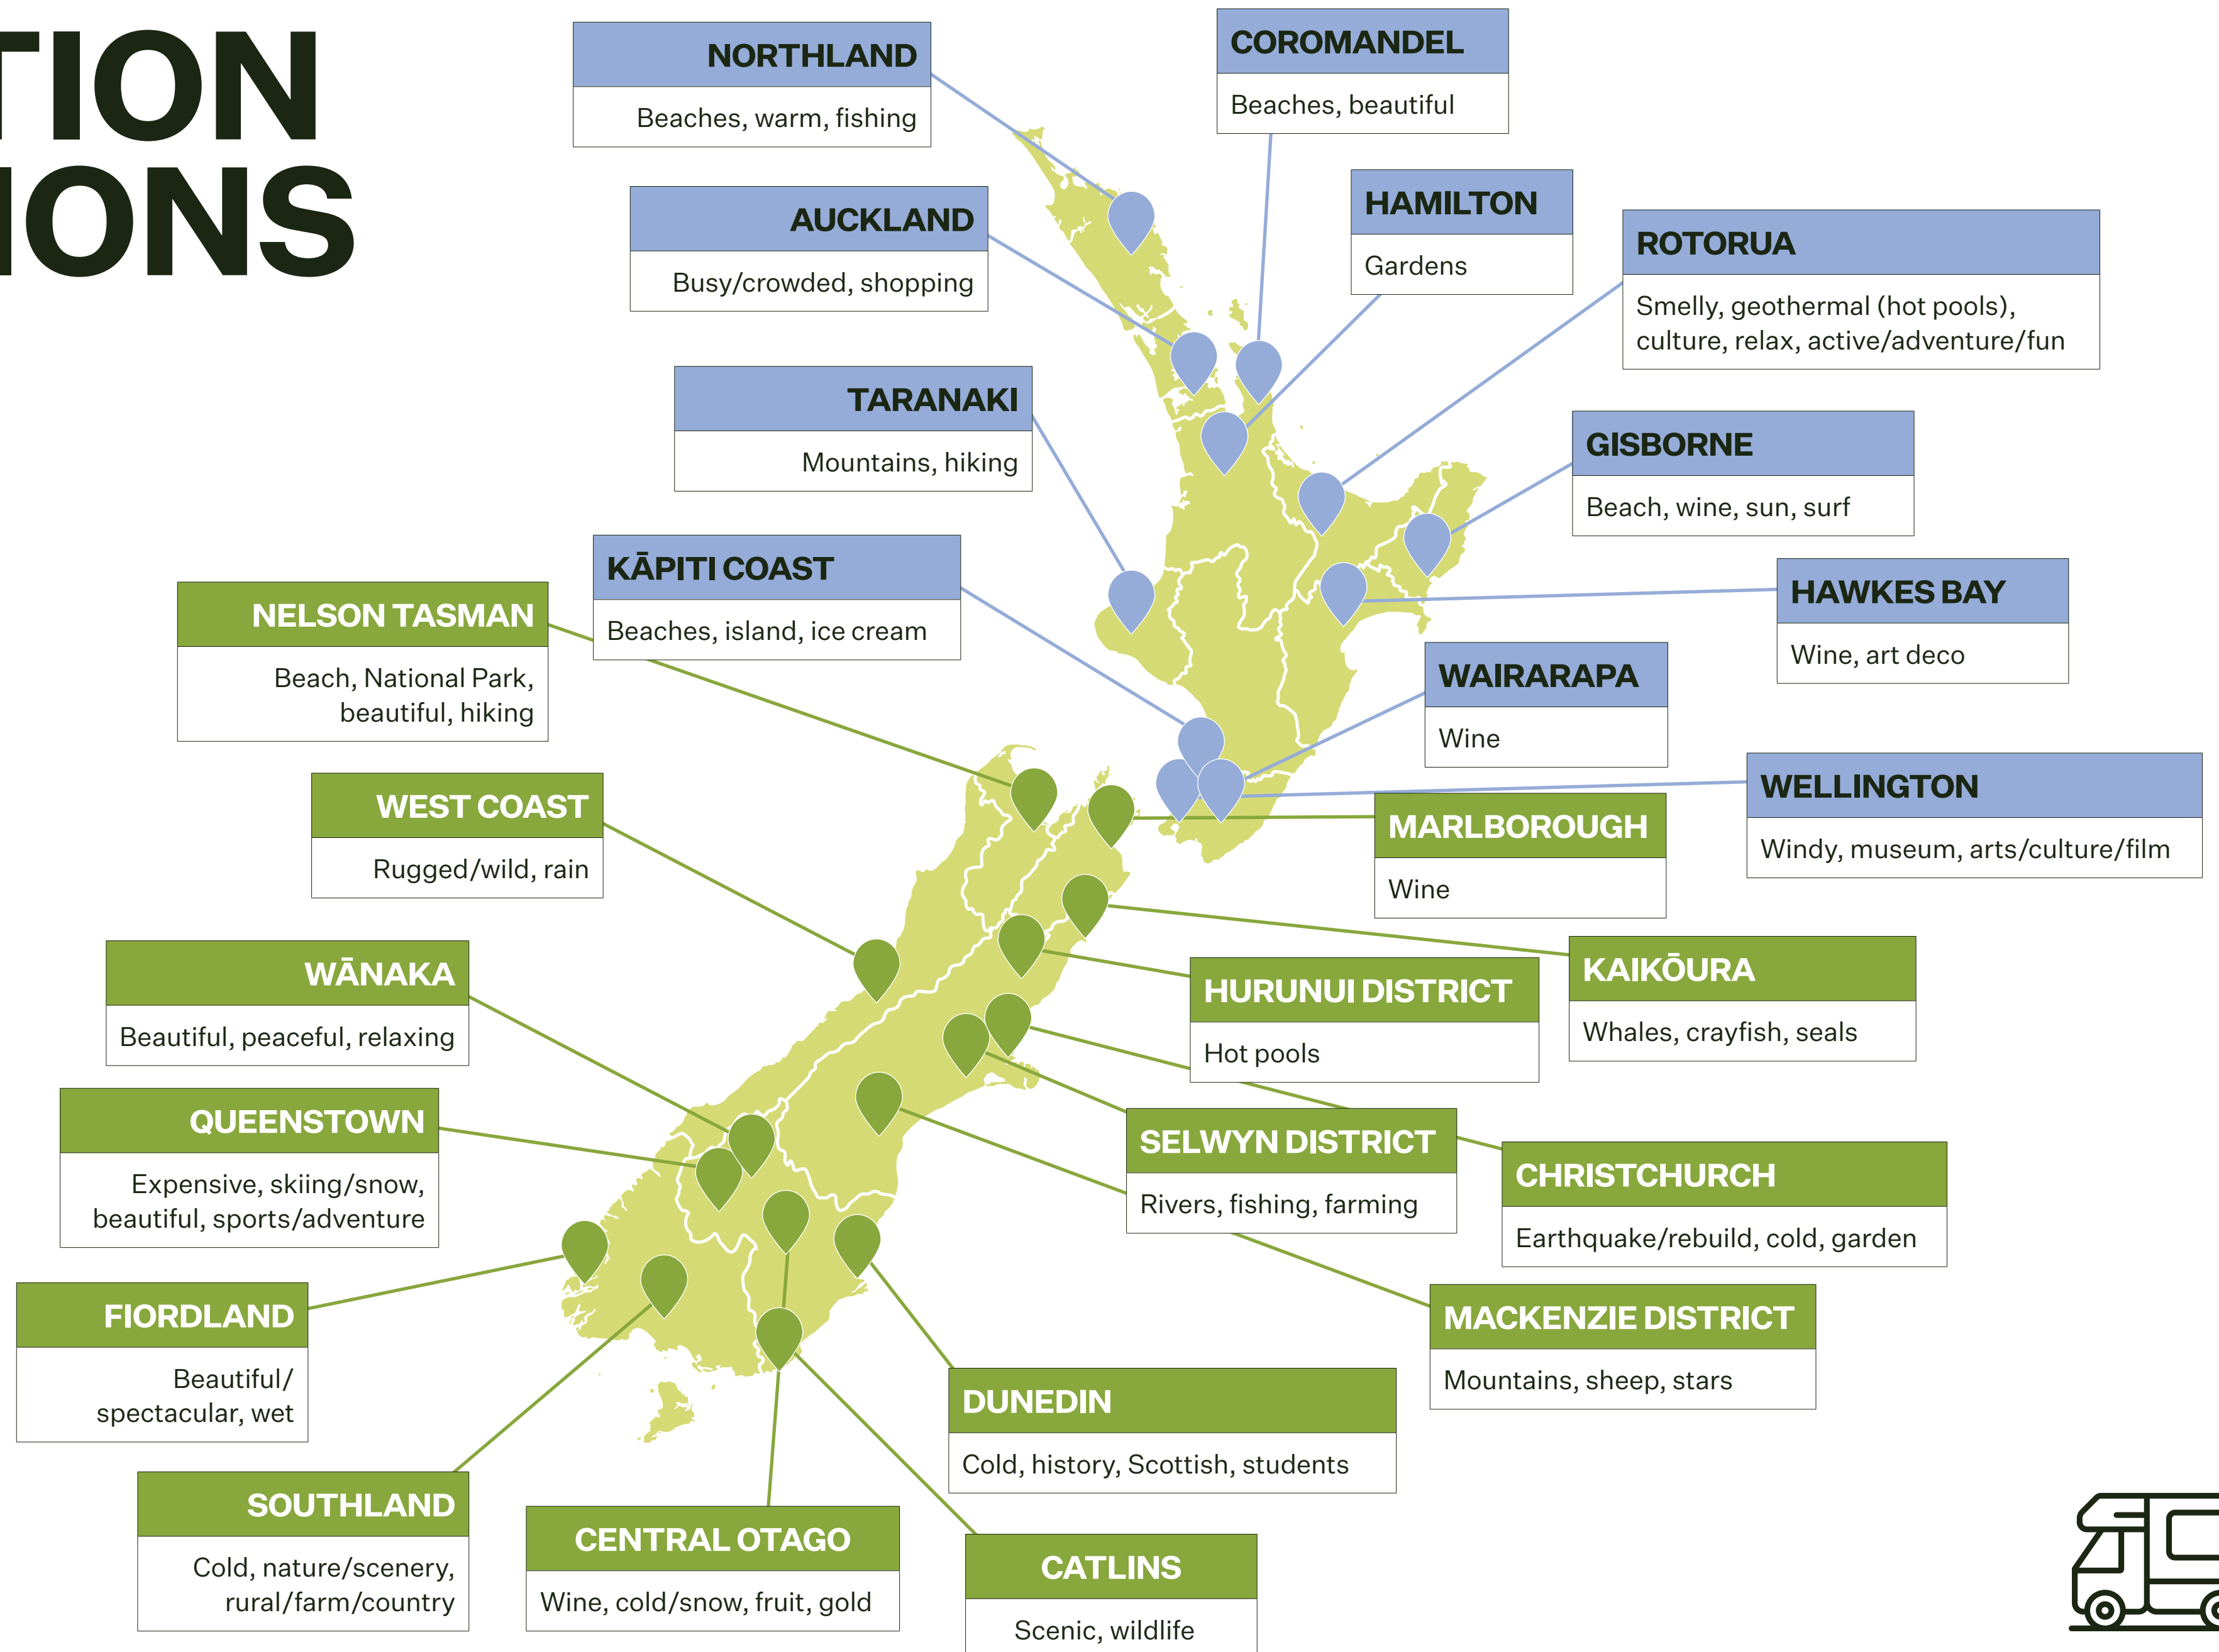 TION
IONS
NORTHLAND
Beaches, warm, fishing
COROMANDEL
Beaches, beautiful
AUCKLAND
Busy/crowded, shopping
HAMILTON
Gardens
ROTORUA
Smelly, geothermal (hot pools),
culture, relax, active/adventure/fun
TARANAKI
Mountains, hiking
GISBORNE
Beach, wine, sun, surf
KĀPITI COAST
Beaches, island, ice cream
HAWKES BAY
Wine, art deco
NELSON TASMAN
Beach, National Park,
beautiful, hiking
WAIRARAPA
Wine
WELLINGTON
Windy, museum, arts/culture/film
WEST COAST
Rugged/wild, rain
MARLBOROUGH
Wine
WĀNAKA
Beautiful, peaceful, relaxing
HURUNUI DISTRICT
Hot pools
KAIKŌURA
Whales, crayfish, seals
QUEENSTOWN
Expensive, skiing/snow,
beautiful, sports/adventure
SELWYN DISTRICT
Rivers, fishing, farming
CHRISTCHURCH
Earthquake/rebuild, cold, garden
FIORDLAND
Beautiful/
spectacular, wet
MACKENZIE DISTRICT
Mountains, sheep, stars
DUNEDIN
Cold, history, Scottish, students
SOUTHLAND
Cold, nature/scenery,
rural/farm/country
CENTRAL OTAGO
Wine, cold/snow, fruit, gold
CATLINS
Scenic, wildlife